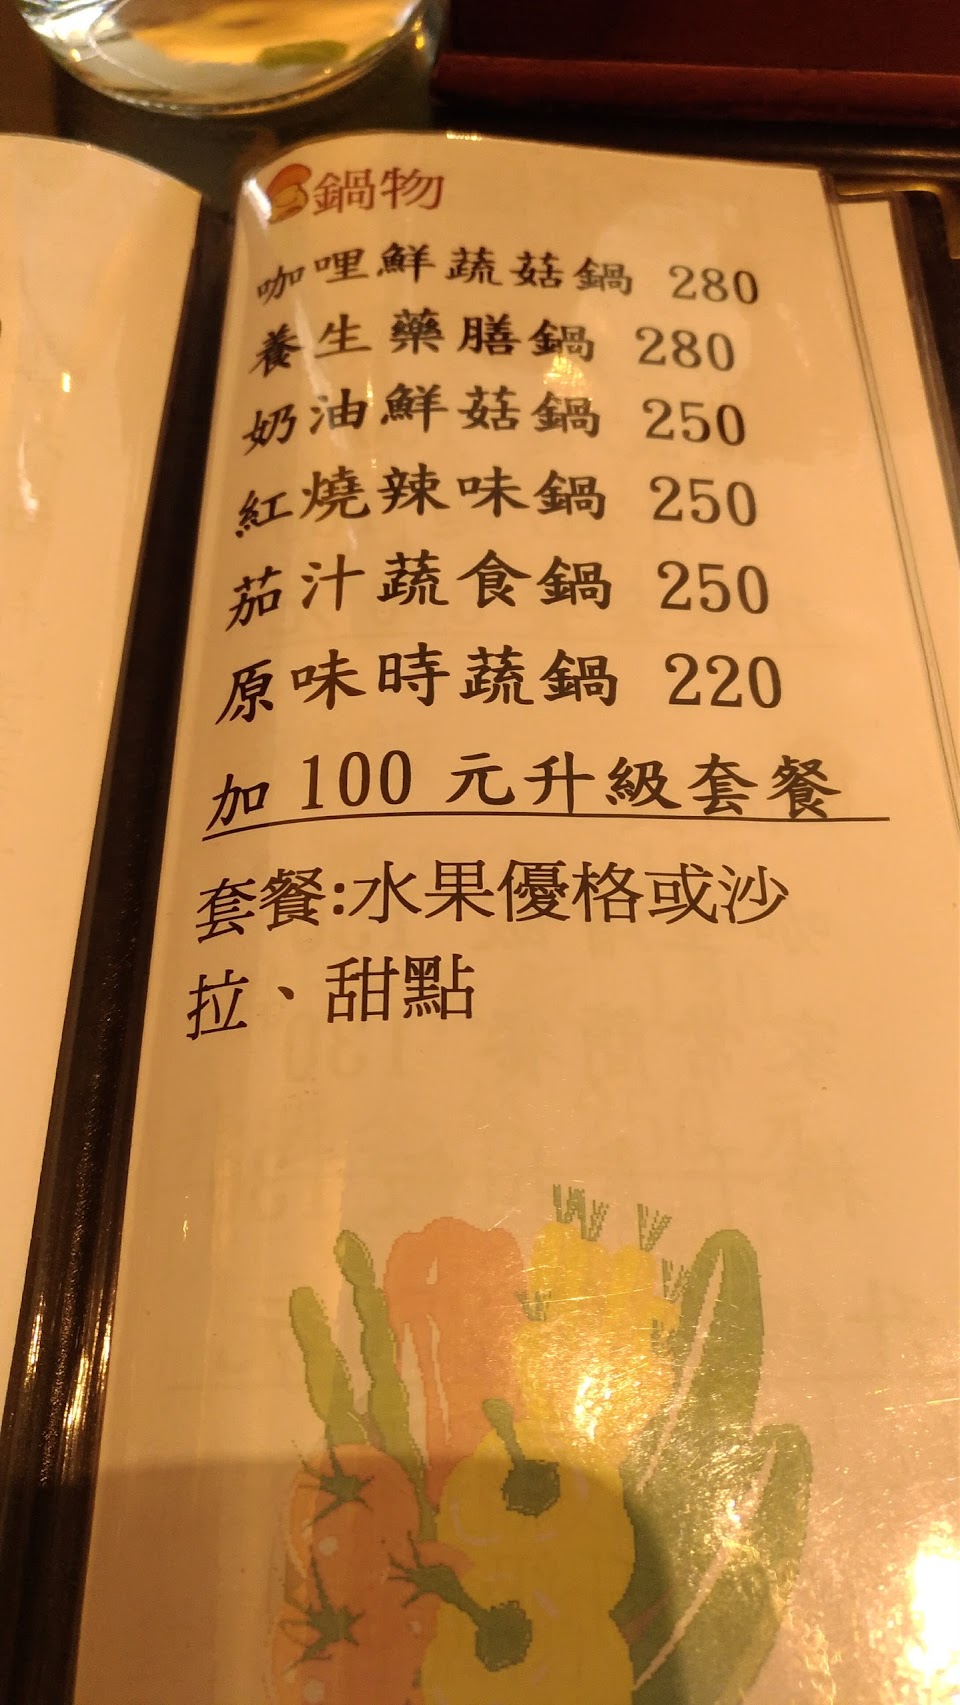 鍋物
咖哩鮮蔬菇鍋 280
養生藥膳鍋 280
奶油鮮菇鍋 250
紅燒辣味鍋 250
茄汁蔬食鍋 250
原味時蔬鍋 220
加 100 元升級套餐
套餐:水果優格或沙
拉、甜點